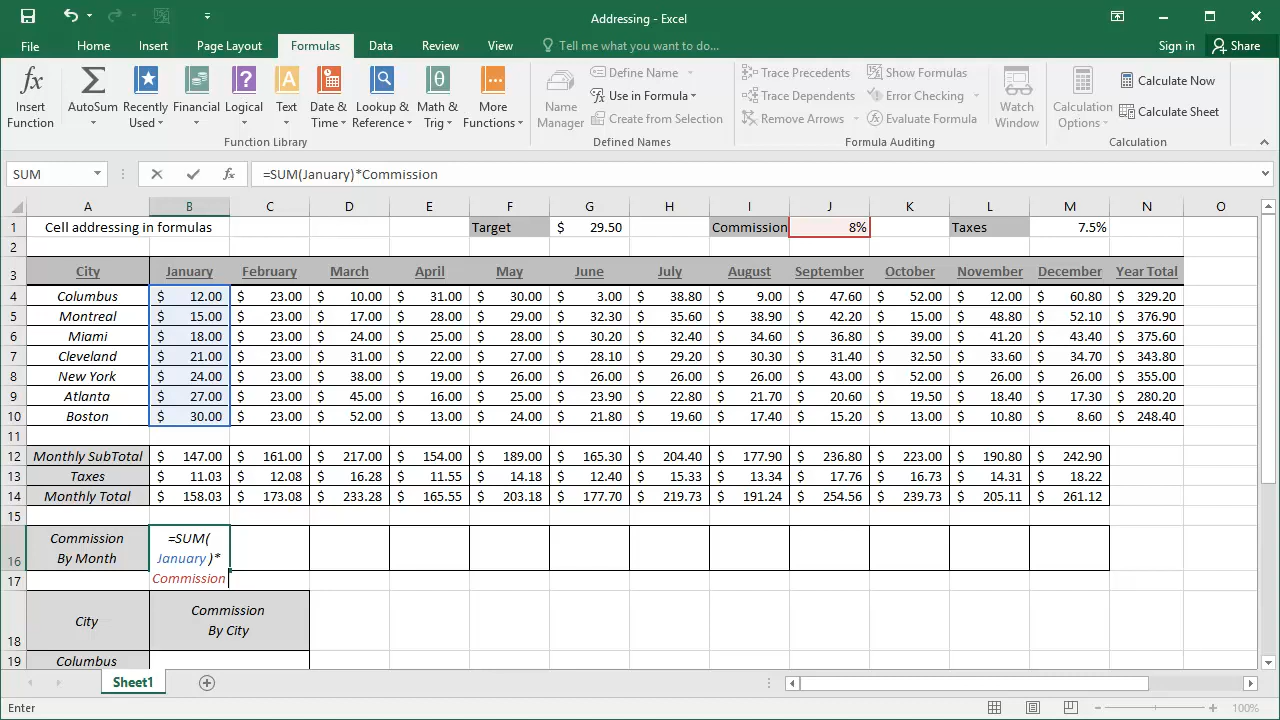 Addressing - Excel
File Home Insert Page Layout Formulas Data Review View Tell me what you want to do... Sign in Share
Insert Function AutoSum Recently Used Financial Logical Text Date & Time Lookup & Reference Math & Trig More Functions
Function Library
Name Manager Define Name Use in Formula Create from Selection
Defined Names
Trace Precedents Trace Dependents Remove Arrows Show Formulas Error Checking Evaluate Formula Watch Window
Formula Auditing
Calculation Options Calculate Now Calculate Sheet
Calculation
SUM fx =SUM(January)*Commission
A B C D E F G H I J K L M N O
1 Cell addressing in formulas Target $ 29.50 Commission 8% Taxes 7.5%
2
3 City January February March April May June July August September October November December Year Total
4 Columbus $ 12.00 $ 23.00 $ 10.00 $ 31.00 $ 30.00 $ 3.00 $ 38.80 $ 9.00 $ 47.60 $ 52.00 $ 12.00 $ 60.80 $ 329.20
5 Montreal $ 15.00 $ 23.00 $ 17.00 $ 28.00 $ 29.00 $ 32.30 $ 35.60 $ 38.90 $ 42.20 $ 15.00 $ 48.80 $ 52.10 $ 376.90
6 Miami $ 18.00 $ 23.00 $ 24.00 $ 25.00 $ 28.00 $ 30.20 $ 32.40 $ 34.60 $ 36.80 $ 39.00 $ 41.20 $ 43.40 $ 375.60
7 Cleveland $ 21.00 $ 23.00 $ 31.00 $ 22.00 $ 27.00 $ 28.10 $ 29.20 $ 30.30 $ 31.40 $ 32.50 $ 33.60 $ 34.70 $ 343.80
8 New York $ 24.00 $ 23.00 $ 38.00 $ 19.00 $ 26.00 $ 26.00 $ 26.00 $ 26.00 $ 43.00 $ 52.00 $ 26.00 $ 26.00 $ 355.00
9 Atlanta $ 27.00 $ 23.00 $ 45.00 $ 16.00 $ 25.00 $ 23.90 $ 22.80 $ 21.70 $ 20.60 $ 19.50 $ 18.40 $ 17.30 $ 280.20
10 Boston $ 30.00 $ 23.00 $ 52.00 $ 13.00 $ 24.00 $ 21.80 $ 19.60 $ 17.40 $ 15.20 $ 13.00 $ 10.80 $ 8.60 $ 248.40
11
12 Monthly SubTotal $ 147.00 $ 161.00 $ 217.00 $ 154.00 $ 189.00 $ 165.30 $ 204.40 $ 177.90 $ 236.80 $ 223.00 $ 190.80 $ 242.90
13 Taxes $ 11.03 $ 12.08 $ 16.28 $ 11.55 $ 14.18 $ 12.40 $ 15.33 $ 13.34 $ 17.76 $ 16.73 $ 14.31 $ 18.22
14 Monthly Total $ 158.03 $ 173.08 $ 233.28 $ 165.55 $ 203.18 $ 177.70 $ 219.73 $ 191.24 $ 254.56 $ 239.73 $ 205.11 $ 261.12
15
Commission =SUM(
16 By Month January )*
17 Commission
Commission
City
18 By City
19 Columbus
Sheet1
Enter 100%